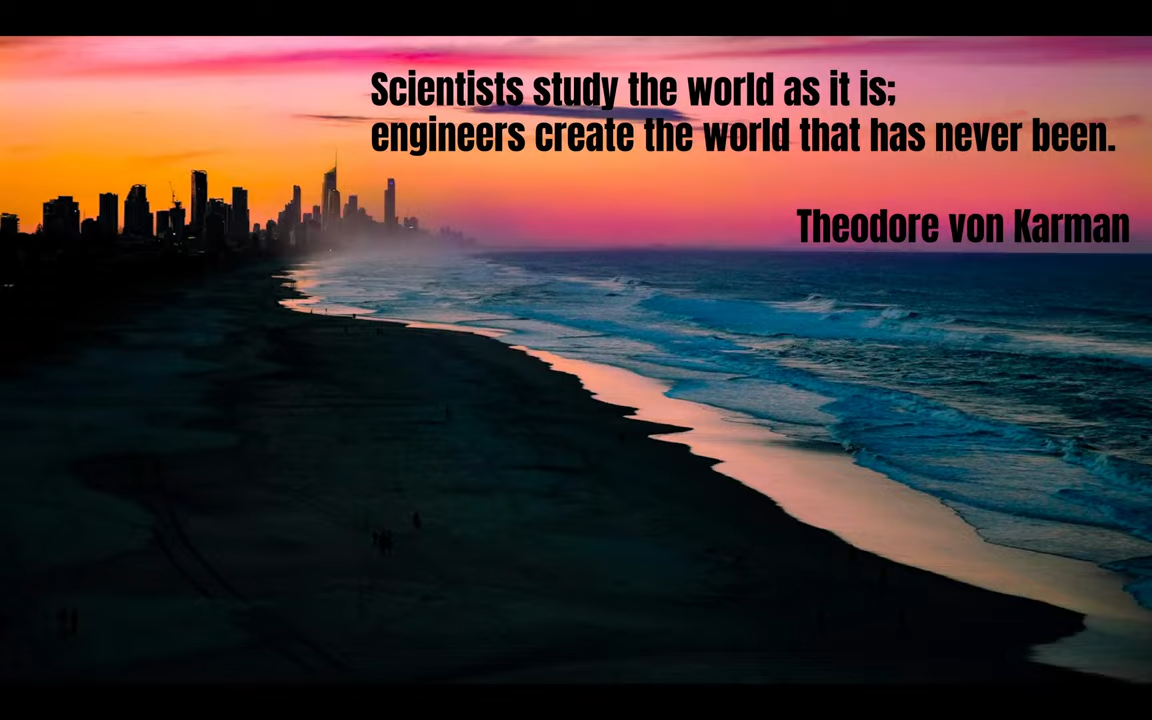 Scientists study the world as it is;
engineers create the world that has never been.
Theodore von Karman